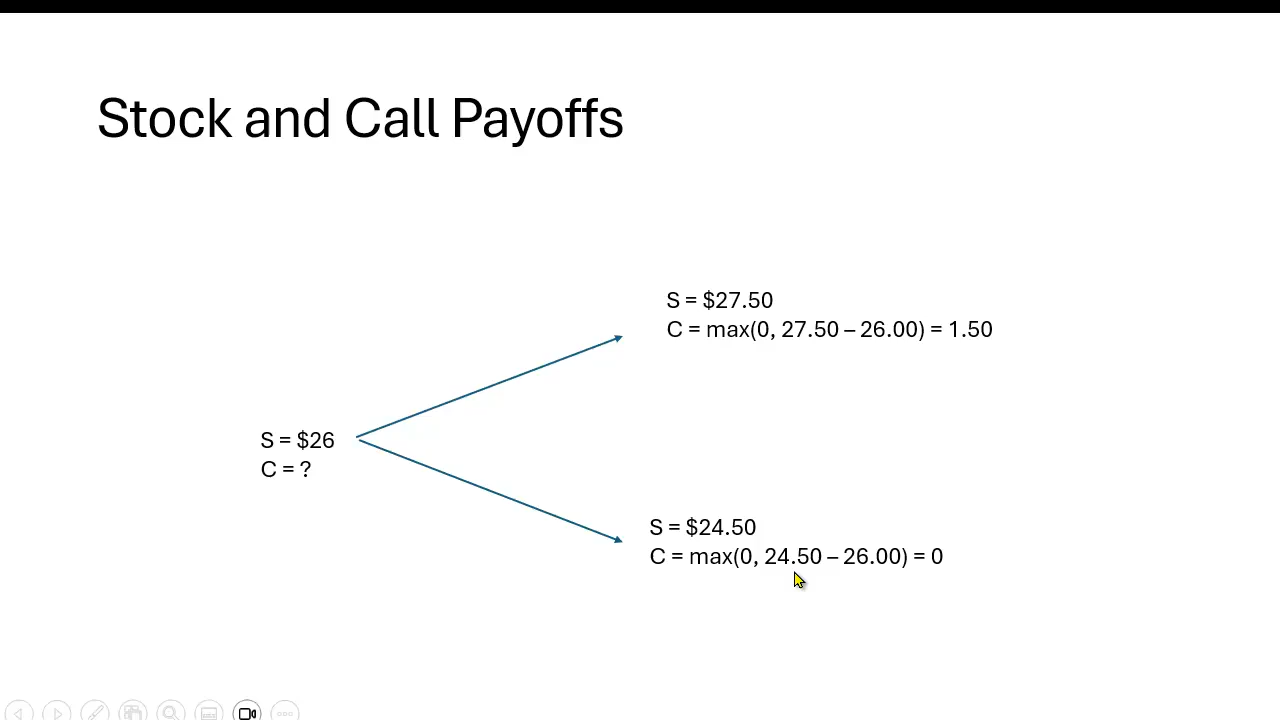 Stock and Call Payoffs
S = $27.50
C = max(0, 27.50 – 26.00) = 1.50
S = $26
C = ?
S = $24.50
C = max(0, 24.50 – 26.00) = 0